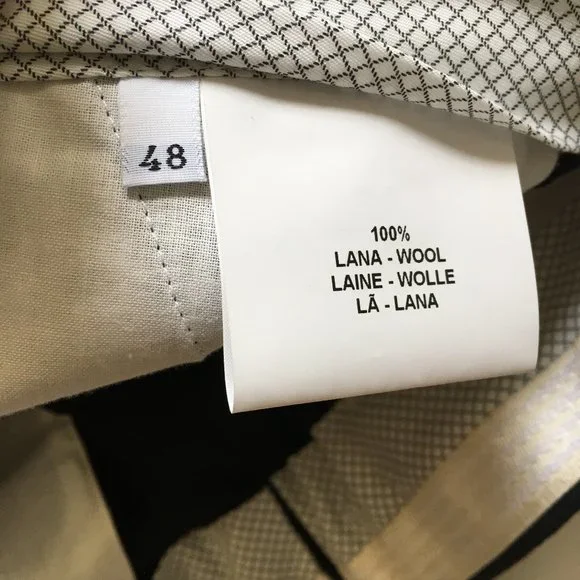 48
100%
LANA - WOOL
LAINE - WOLLE
LÃ - LANA